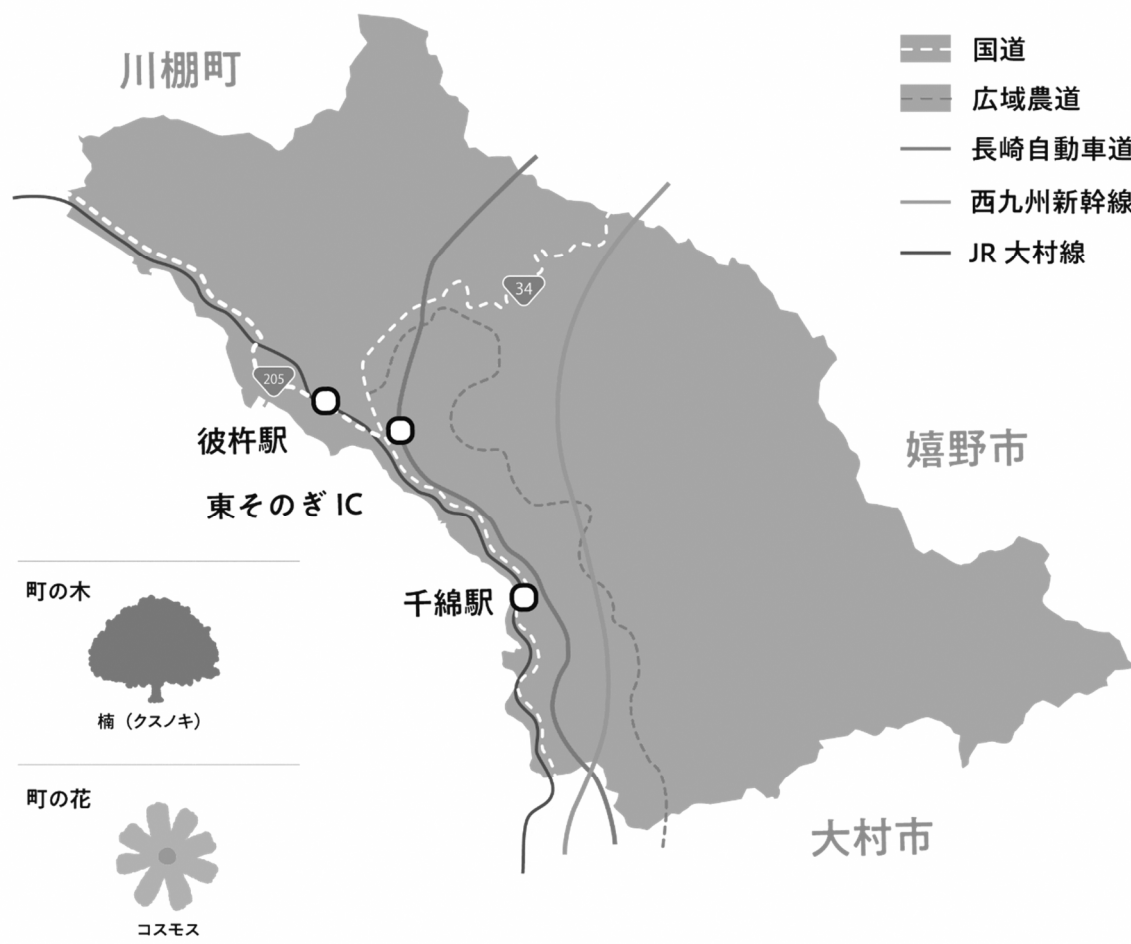 川棚町
国道
広域農道
長崎自動車道
西九州新幹線
JR 大村線
34
205
彼杵駅
東そのぎ IC
嬉野市
千綿駅
町の木
楠（クスノキ）
町の花
コスモス
大村市